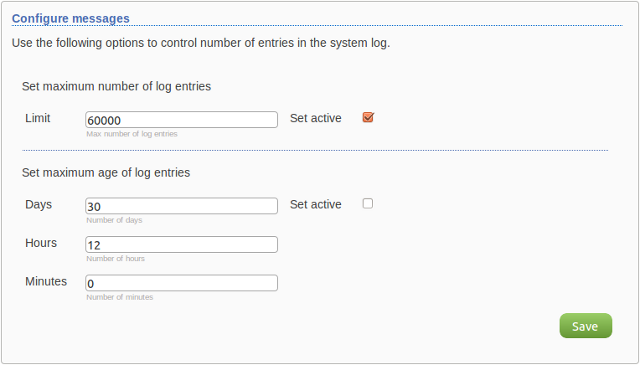 Configure messages
Use the following options to control number of entries in the system log.
Set maximum number of log entries
Limit 60000 Set active
Max number of log entries
Set maximum age of log entries
Days 30 Set active
Number of days
Hours 12
Number of hours
Minutes 0
Number of minutes
Save